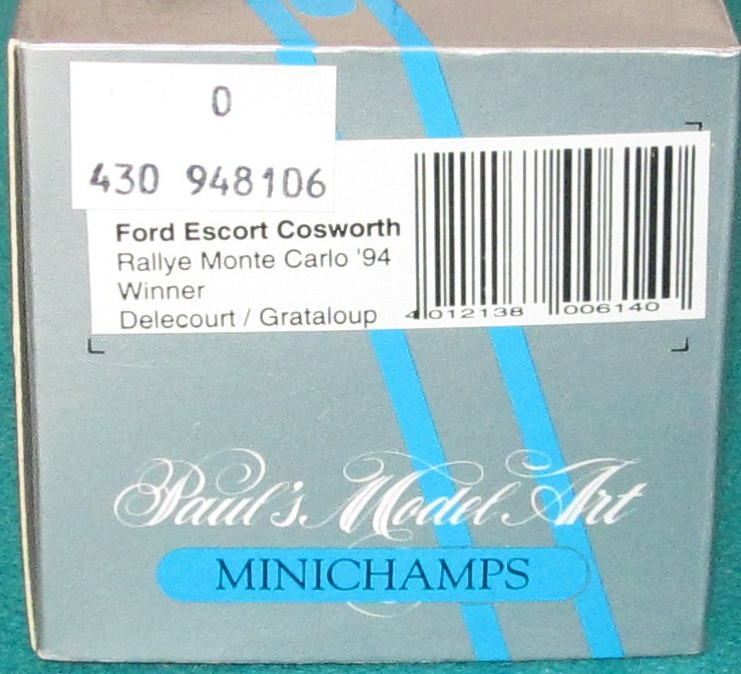 0
430 948106
Ford Escort Cosworth
Rallye Monte Carlo '94
Winner
Delecourt / Grataloup
4 012138 006140
Paul's Model Art
MINICHAMPS